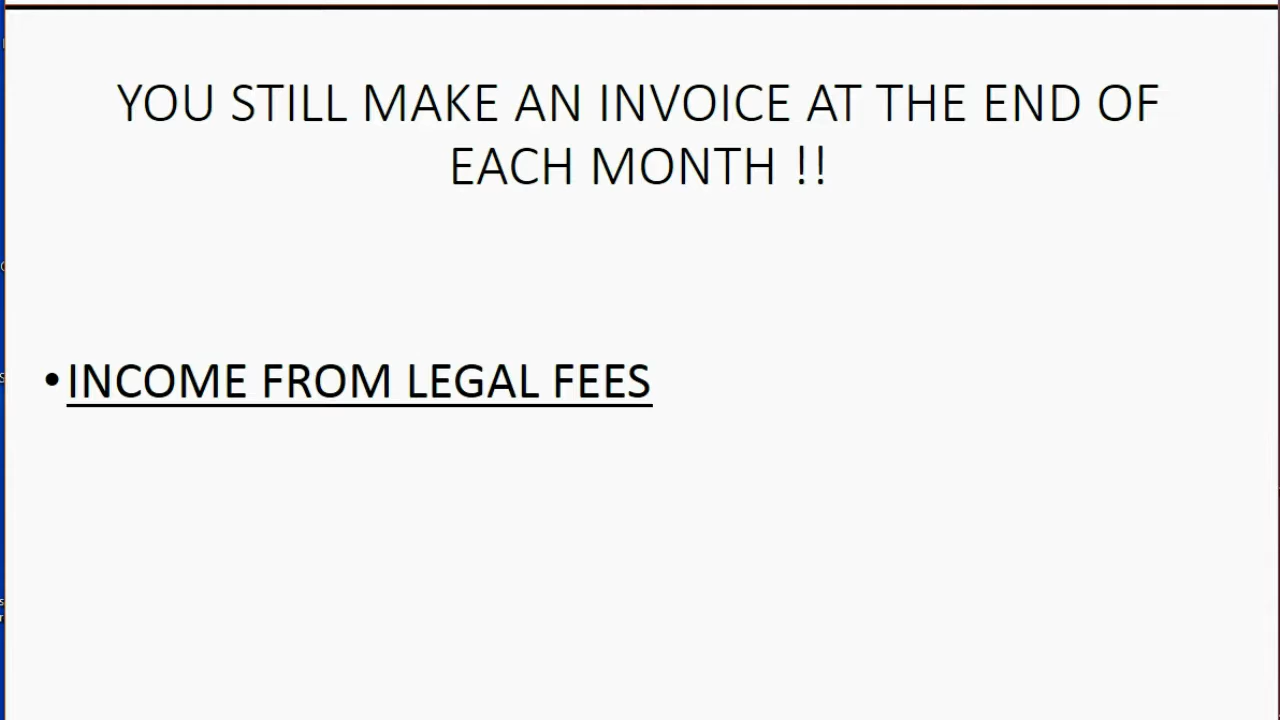 YOU STILL MAKE AN INVOICE AT THE END OF
EACH MONTH !!
•INCOME FROM LEGAL FEES